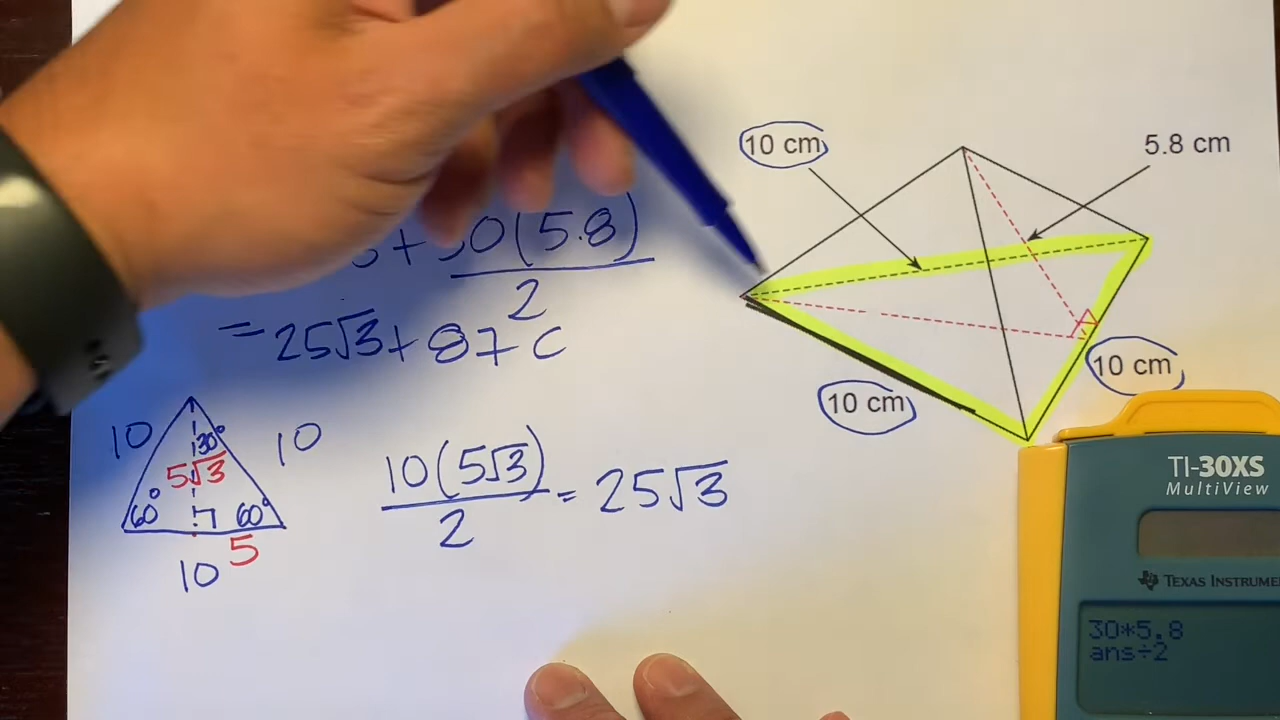 10 cm
5.8 cm
+ 30(5.8)
2
= 25√3 + 87 c
10 cm
10 cm
10
30°
10
5√3
60°
60°
5
10
10(5√3)
2
= 25√3
TI-30XS
MultiView
TEXAS INSTRUME
30*5.8
ans÷2